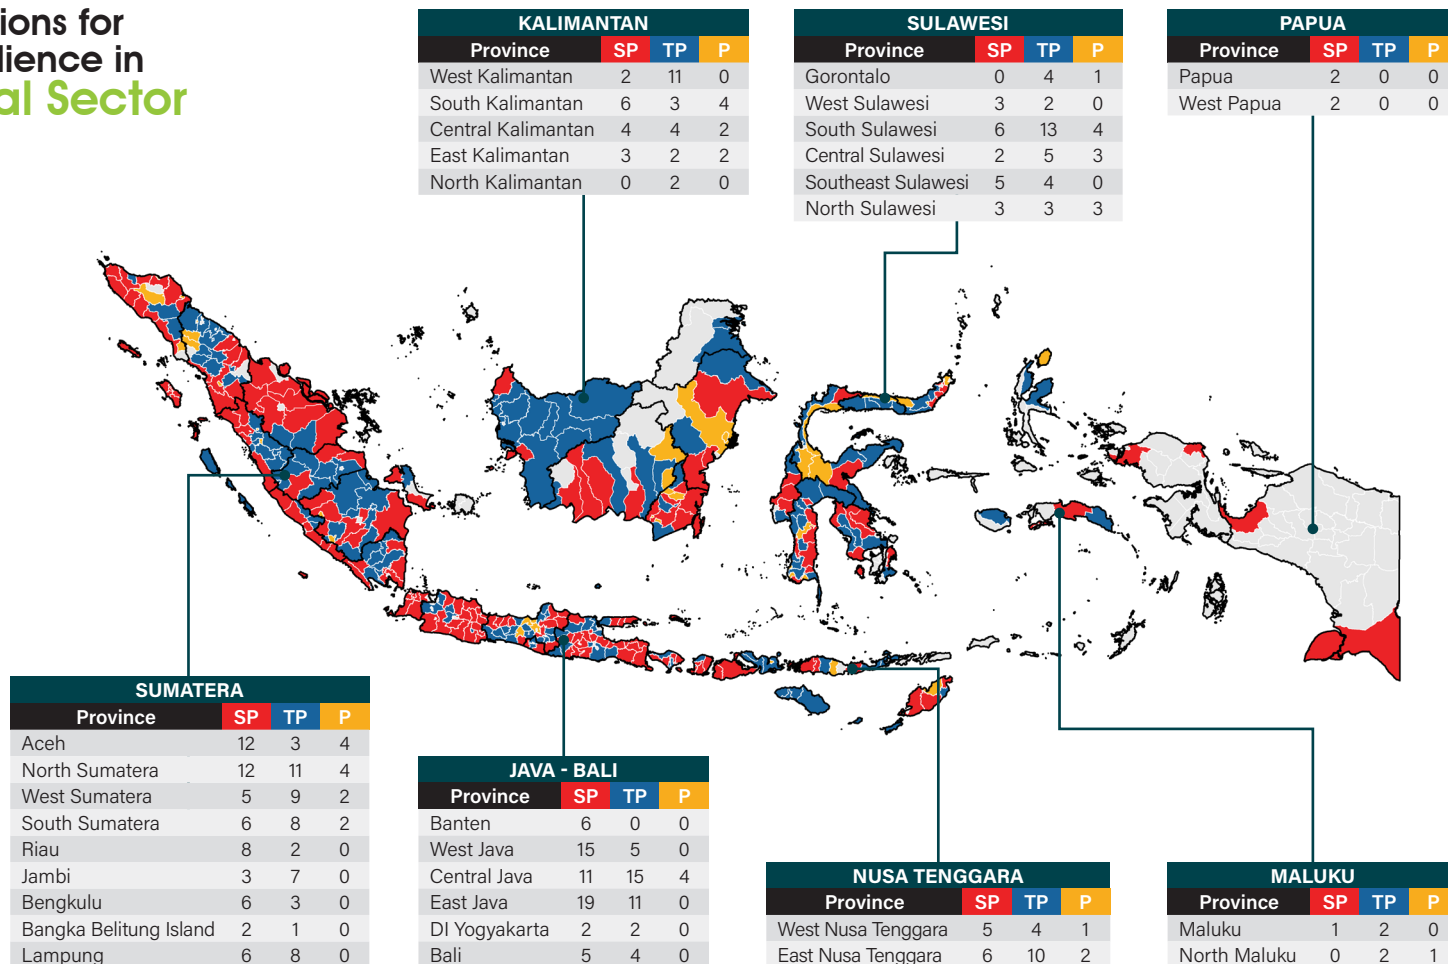 ions for
lience in
al Sector
KALIMANTAN
Province SP TP P
West Kalimantan 2 11 0
South Kalimantan 6 3 4
Central Kalimantan 4 4 2
East Kalimantan 3 2 2
North Kalimantan 0 2 0
SULAWESI
Province SP TP P
Gorontalo 0 4 1
West Sulawesi 3 2 0
South Sulawesi 6 13 4
Central Sulawesi 2 5 3
Southeast Sulawesi 5 4 0
North Sulawesi 3 3 3
PAPUA
Province SP TP P
Papua 2 0 0
West Papua 2 0 0
SUMATERA
Province SP TP P
Aceh 12 3 4
North Sumatera 12 11 4
West Sumatera 5 9 2
South Sumatera 6 8 2
Riau 8 2 0
Jambi 3 7 0
Bengkulu 6 3 0
Bangka Belitung Island 2 1 0
Lampung 6 8 0
JAVA - BALI
Province SP TP P
Banten 6 0 0
West Java 15 5 0
Central Java 11 15 4
East Java 19 11 0
DI Yogyakarta 2 2 0
Bali 5 4 0
NUSA TENGGARA
Province SP TP P
West Nusa Tenggara 5 4 1
East Nusa Tenggara 6 10 2
MALUKU
Province SP TP P
Maluku 1 2 0
North Maluku 0 2 1